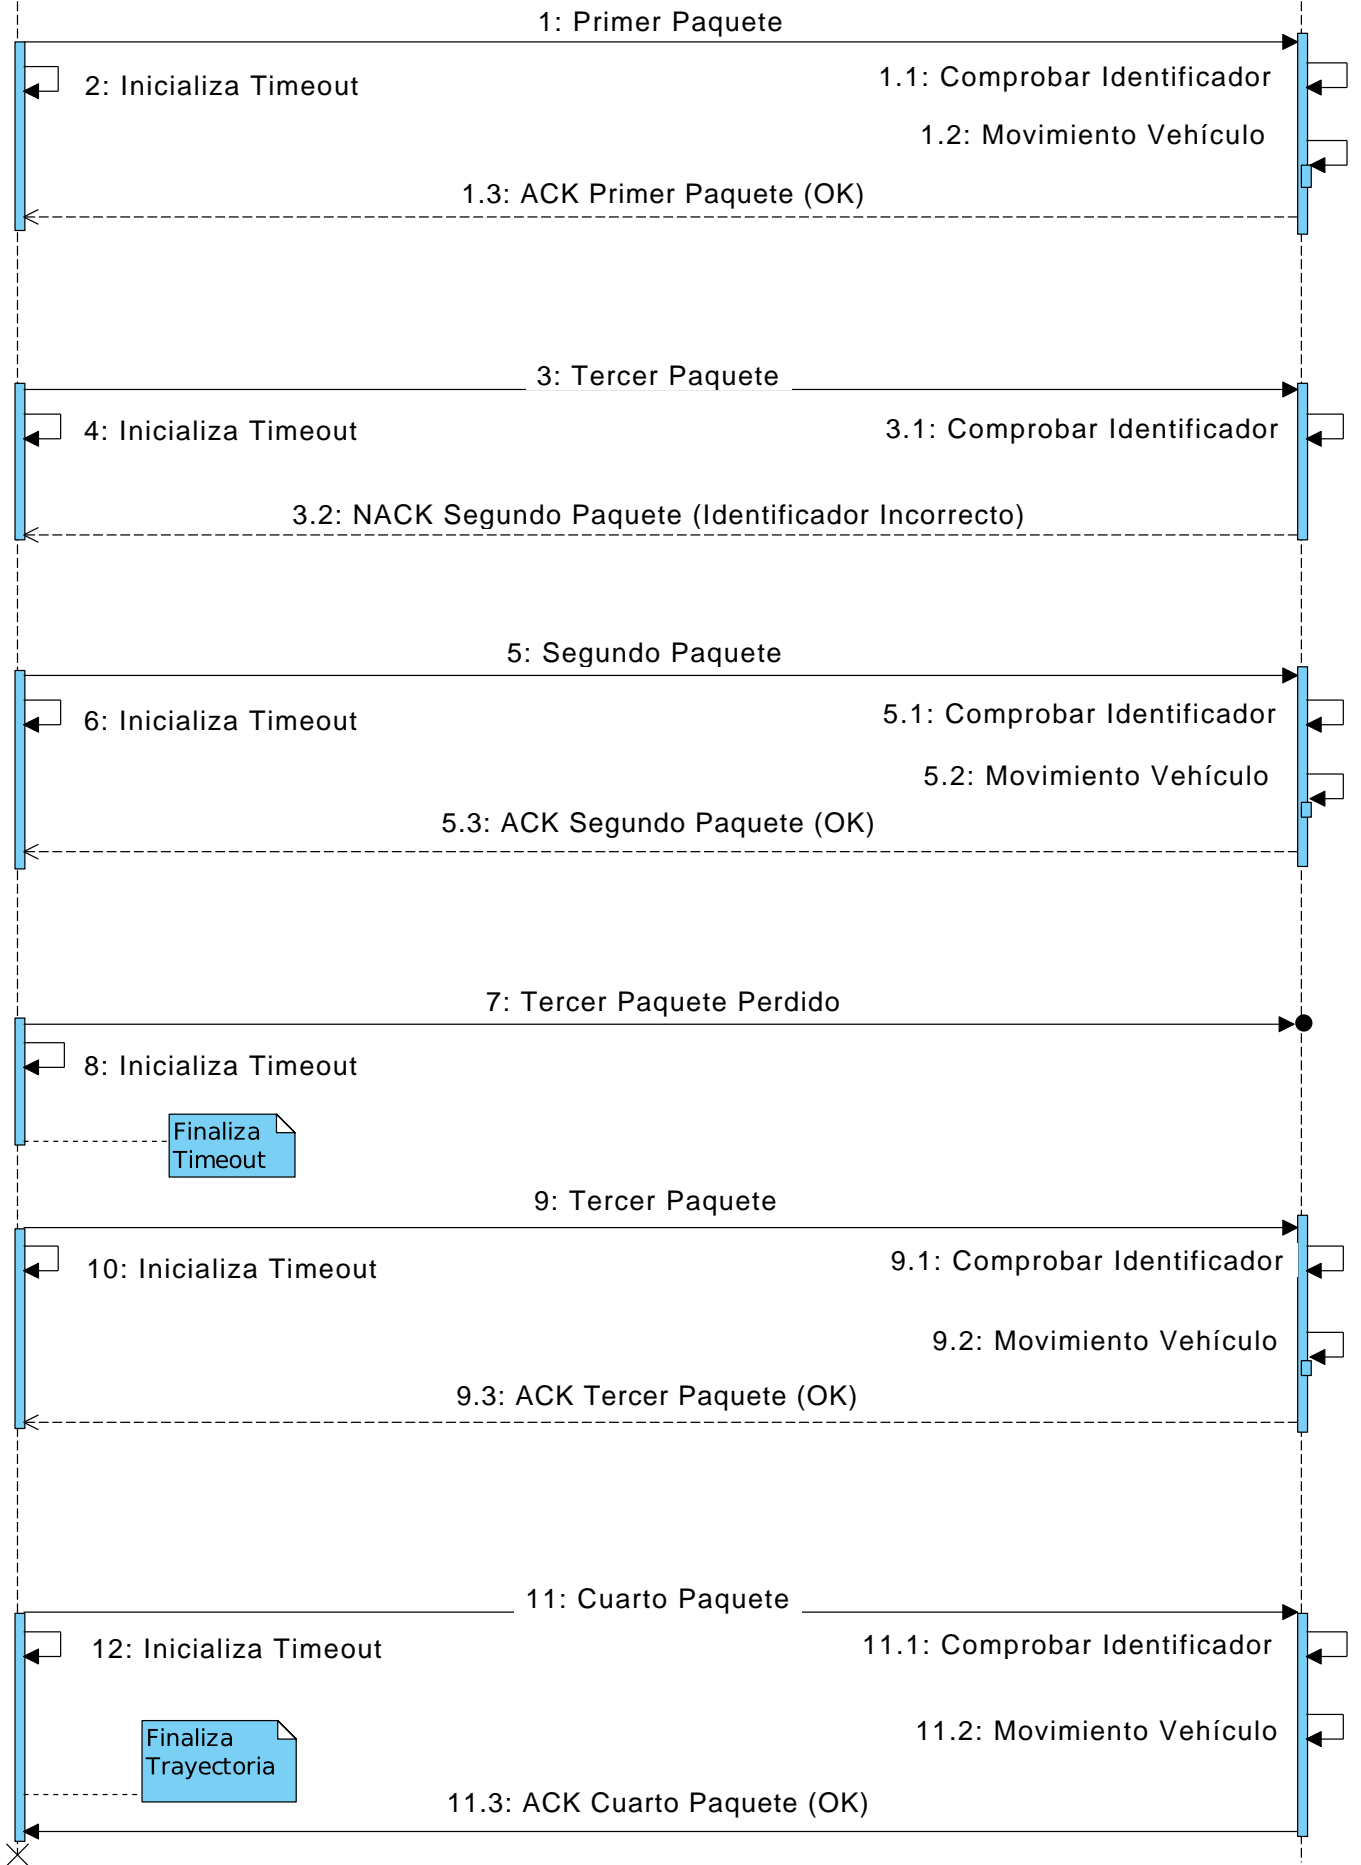 1: Primer Paquete
2: Inicializa Timeout
1.1: Comprobar Identificador
1.2: Movimiento Vehículo
1.3: ACK Primer Paquete (OK)
3: Tercer Paquete
4: Inicializa Timeout
3.1: Comprobar Identificador
3.2: NACK Segundo Paquete (Identificador Incorrecto)
5: Segundo Paquete
6: Inicializa Timeout
5.1: Comprobar Identificador
5.2: Movimiento Vehículo
5.3: ACK Segundo Paquete (OK)
7: Tercer Paquete Perdido
8: Inicializa Timeout
Finaliza
Timeout
9: Tercer Paquete
10: Inicializa Timeout
9.1: Comprobar Identificador
9.2: Movimiento Vehículo
9.3: ACK Tercer Paquete (OK)
11: Cuarto Paquete
12: Inicializa Timeout
11.1: Comprobar Identificador
11.2: Movimiento Vehículo
Finaliza
Trayectoria
11.3: ACK Cuarto Paquete (OK)